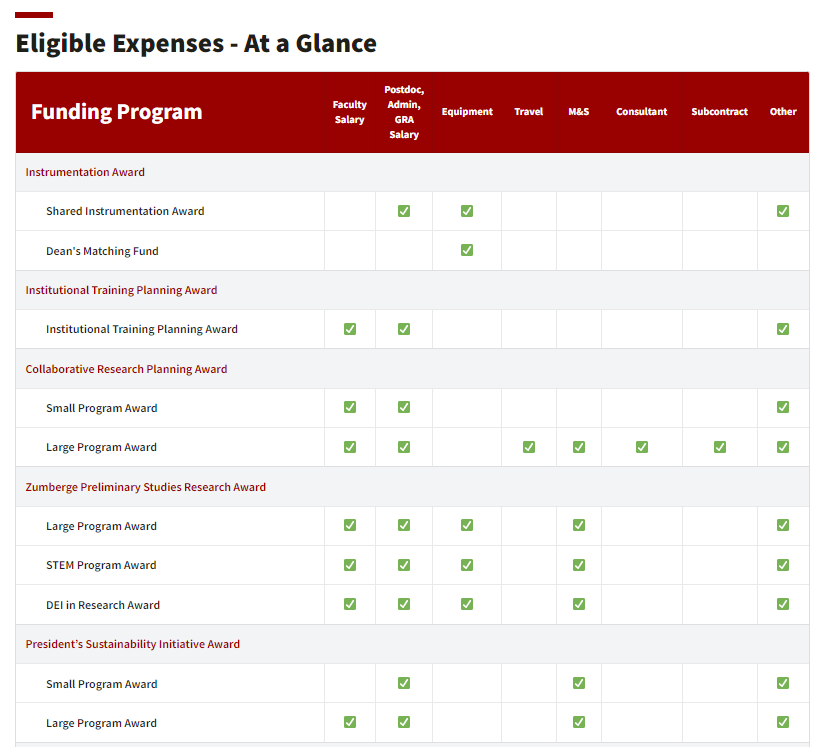 Eligible Expenses - At a Glance
Funding Program
Faculty
Salary
Postdoc,
Admin,
GRA
Salary
Equipment
Travel
M&S
Consultant
Subcontract
Other
Instrumentation Award
Shared Instrumentation Award ✅ ✅ ✅
Dean's Matching Fund ✅
Institutional Training Planning Award
Institutional Training Planning Award ✅ ✅ ✅
Collaborative Research Planning Award
Small Program Award ✅ ✅ ✅
Large Program Award ✅ ✅ ✅ ✅ ✅ ✅ ✅
Zumberge Preliminary Studies Research Award
Large Program Award ✅ ✅ ✅ ✅ ✅
STEM Program Award ✅ ✅ ✅ ✅ ✅
DEI in Research Award ✅ ✅ ✅ ✅ ✅
President’s Sustainability Initiative Award
Small Program Award ✅ ✅ ✅
Large Program Award ✅ ✅ ✅ ✅